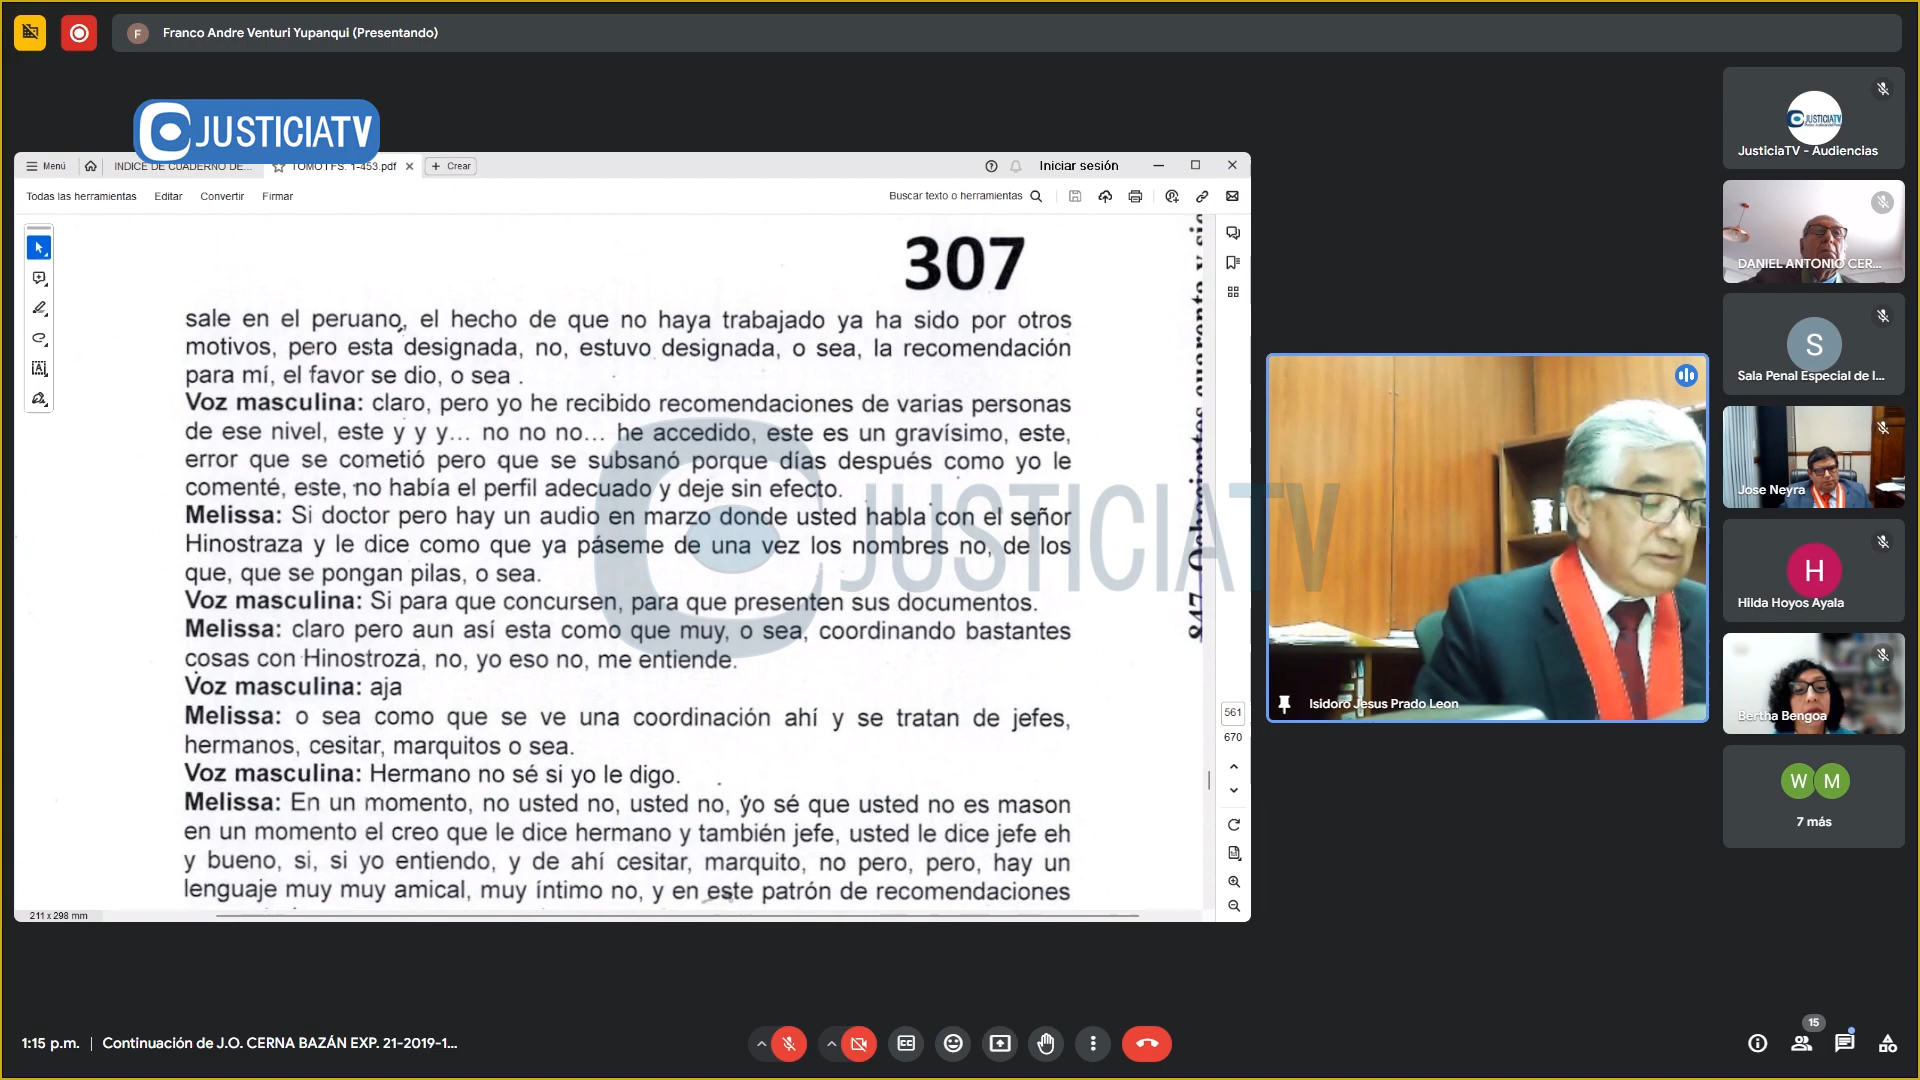 Franco Andre Venturi Yupanqui (Presentando)
JUSTICIATV
Menú
INDICE DE CUADERNO DE...
TOMO I FS. 1-453.pdf
Crear
Iniciar sesión
Todas las herramientas
Editar
Convertir
Firmar
Buscar texto o herramientas
307
sale en el peruano, el hecho de que no haya trabajado ya ha sido por otros
motivos, pero esta designada, no, estuvo designada, o sea, la recomendación
para mí, el favor se dio, o sea .
Voz masculina: claro, pero yo he recibido recomendaciones de varias personas
de ese nivel, este y y y... no no no... he accedido, este es un gravísimo, este,
error que se cometió pero que se subsanó porque días después como yo le
comenté, este, no había el perfil adecuado y deje sin efecto.
Melissa: Si doctor pero hay un audio en marzo donde usted habla con el señor
Hinostraza y le dice como que ya páseme de una vez los nombres no, de los
que, que se pongan pilas, o sea.
Voz masculina: Si para que concursen, para que presenten sus documentos.
Melissa: claro pero aun así esta como que muy, o sea, coordinando bastantes
cosas con Hinostroza, no, yo eso no, me entiende.
Voz masculina: aja
Melissa: o sea como que se ve una coordinación ahí y se tratan de jefes,
hermanos, cesitar, marquitos o sea.
Voz masculina: Hermano no sé si yo le digo.
Melissa: En un momento, no usted no, usted no, yo sé que usted no es mason
en un momento el creo que le dice hermano y también jefe, usted le dice jefe eh
y bueno, si, si yo entiendo, y de ahí cesitar, marquito, no pero, pero, hay un
lenguaje muy muy amical, muy íntimo no, y en este patrón de recomendaciones
JUSTICIATV
561
670
211 x 298 mm
Isidoro Jesus Prado Leon
JUSTICIATV
JusticiaTV - Audiencias
DANIEL ANTONIO CER...
S
Sala Penal Especial de l...
Jose Neyra
H
Hilda Hoyos Ayala
Bertha Bengoa
W M
7 más
1:15 p.m.
Continuación de J.O. CERNA BAZÁN EXP. 21-2019-1...
15